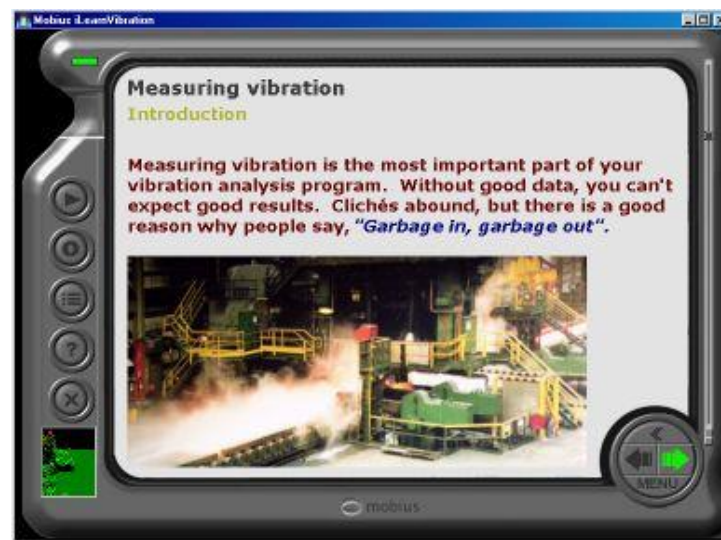 Mobius iLearnVibration
Measuring vibration
Introduction
Measuring vibration is the most important part of your
vibration analysis program.  Without good data, you can't
expect good results.  Clichés abound, but there is a good
reason why people say, "Garbage in, garbage out".
MENU
mobius